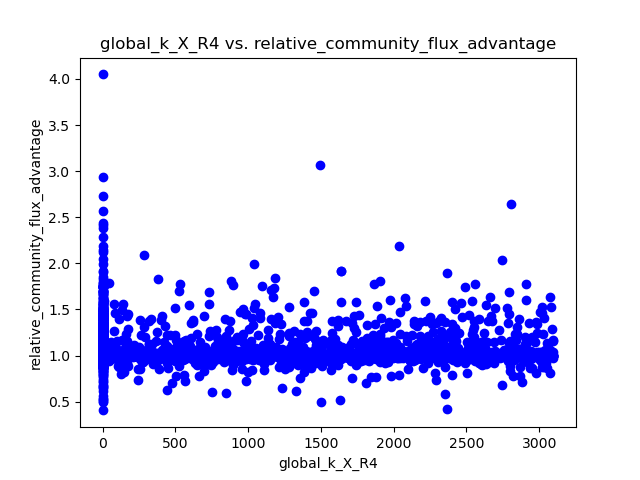 global_k_X_R4 vs. relative_community_flux_advantage
relative_community_flux_advantage
4.0
3.5
3.0
2.5
2.0
1.5
1.0
0.5
0 500 1000 1500 2000 2500 3000
global_k_X_R4